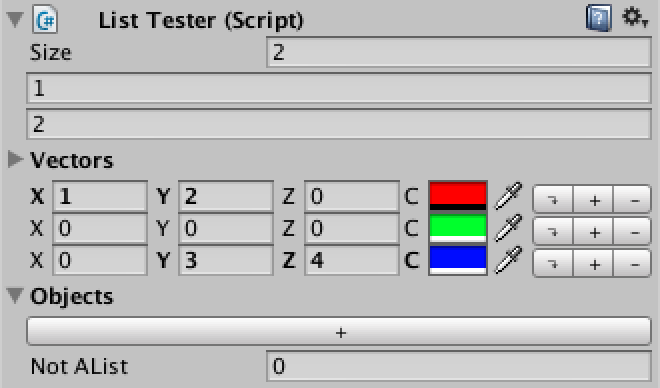 List Tester (Script)
Size 2
1
2
Vectors
X 1 Y 2 Z 0 C + -
X 0 Y 0 Z 0 C + -
X 0 Y 3 Z 4 C + -
Objects
+
Not AList 0